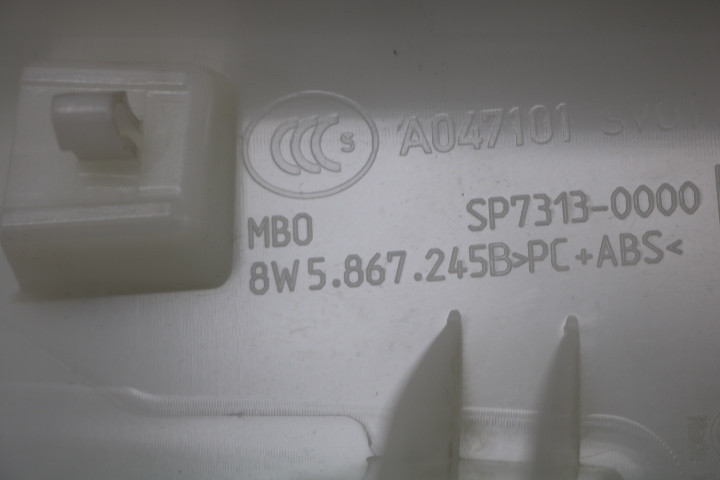 CCC S A047101
MBO SP7313-0000
8W5.867.245B>PC+ABS<